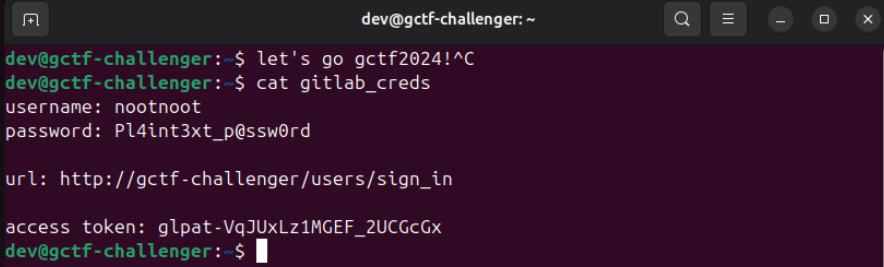 dev@gctf-challenger: ~
dev@gctf-challenger:~$ let's go gctf2024!^C
dev@gctf-challenger:~$ cat gitlab_creds
username: nootnoot
password: Pl4int3xt_p@ssw0rd
url: http://gctf-challenger/users/sign_in
access token: glpat-VqJUxLz1MGEF_2UCGcGx
dev@gctf-challenger:~$